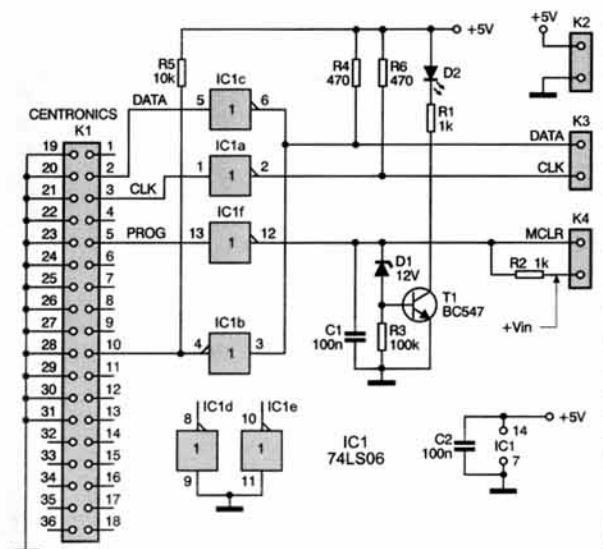 +5V
+5V
K2
R5
10k
IC1c
R4
470
R6
470
D2
R1
1k
CENTRONICS
K1
DATA
5
1
6
K3
DATA
CLK
IC1a
1
1
2
CLK
IC1f
PROG
13
1
12
K4
MCLR
D1
12V
R2 1k
T1
BC547
+Vin
C1
100n
R3
100k
IC1b
4
1
3
19
1
20
2
21
3
22
4
23
5
24
6
25
7
26
8
27
9
28
10
29
11
30
12
31
13
32
14
33
15
34
16
35
17
36
18
8
IC1d
10
IC1e
1
1
9
11
IC1
74LS06
+5V
C2
100n
14
IC1
7